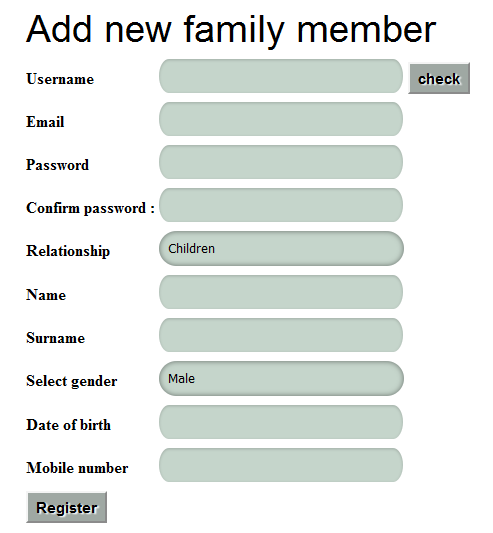 Add new family member
Username check
Email
Password
Confirm password :
Relationship Children
Name
Surname
Select gender Male
Date of birth
Mobile number
Register